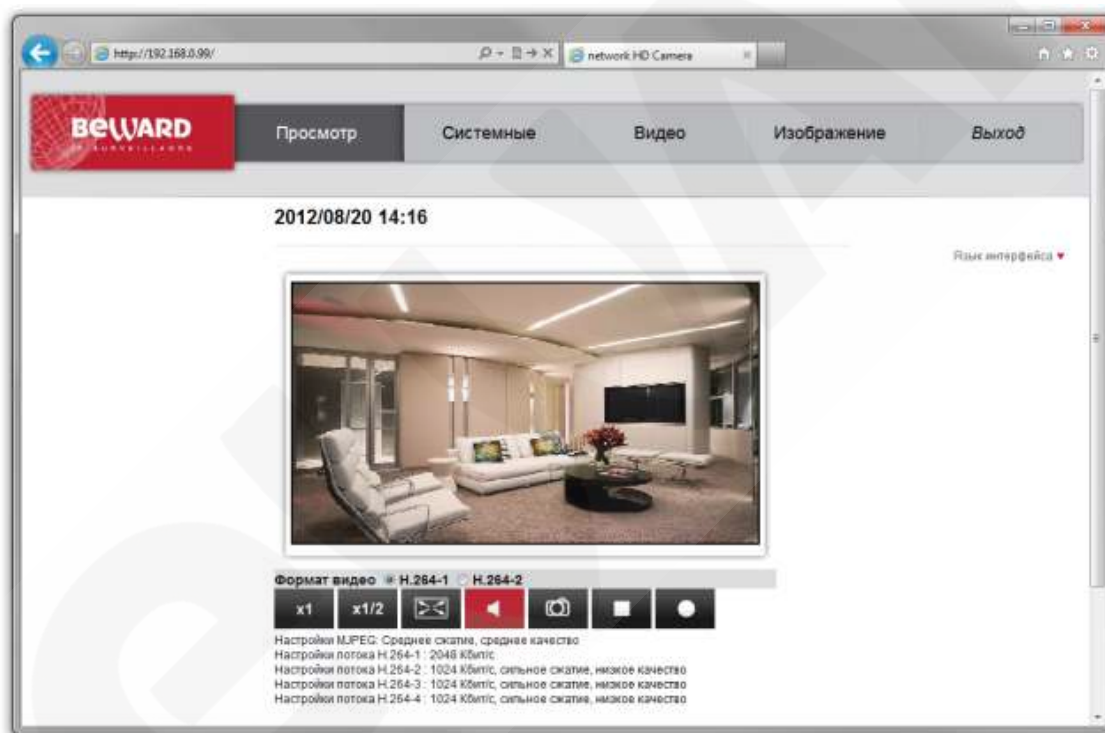 http://192.168.0.99/
network HD Camera
BEWARD
IP SURVEILLANCE
Просмотр
Системные
Видео
Изображение
Выход
2012/08/20 14:16
Язык интерфейса
Формат видео H.264-1 H.264-2
x1 x1/2
Настройки MJPEG: Среднее сжатие, среднее качество
Настройки потока H.264-1 : 2048 Кбит/с
Настройки потока H.264-2 : 1024 Кбит/с, сильное сжатие, низкое качество
Настройки потока H.264-3 : 1024 Кбит/с, сильное сжатие, низкое качество
Настройки потока H.264-4 : 1024 Кбит/с, сильное сжатие, низкое качество